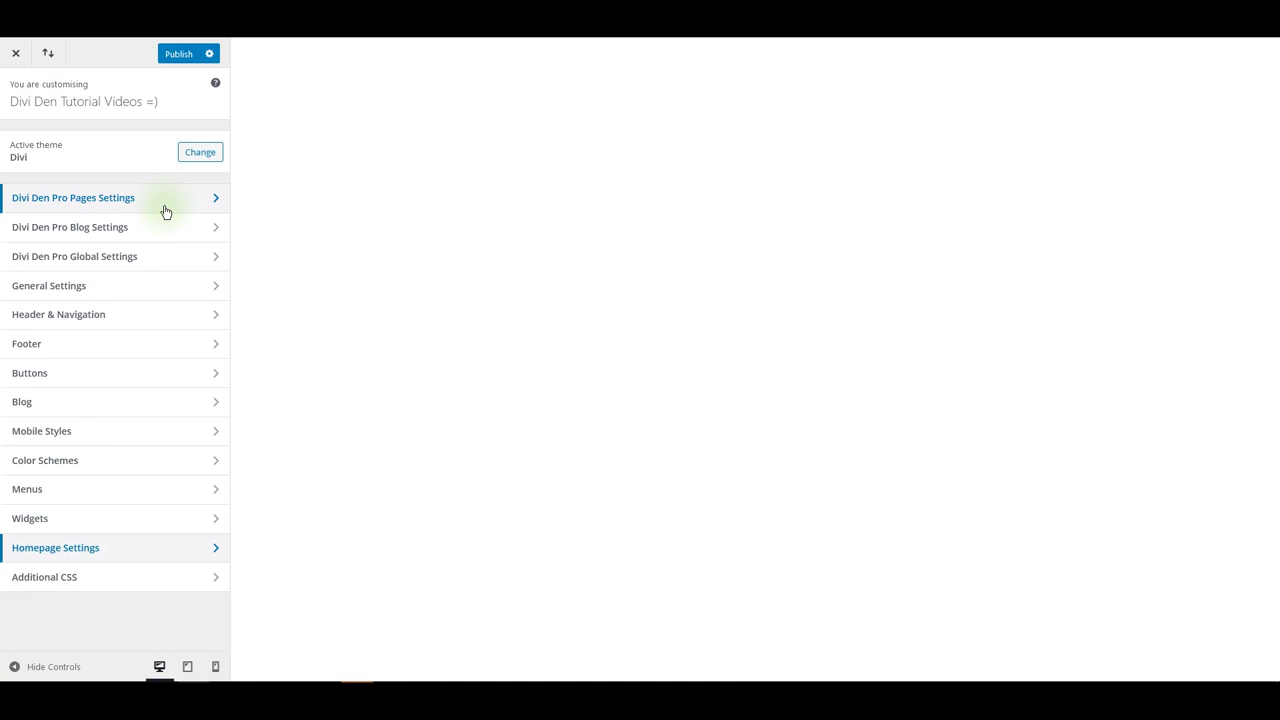 Publish
You are customising
Divi Den Tutorial Videos =)
Active theme
Divi
Change
Divi Den Pro Pages Settings
Divi Den Pro Blog Settings
Divi Den Pro Global Settings
General Settings
Header & Navigation
Footer
Buttons
Blog
Mobile Styles
Color Schemes
Menus
Widgets
Homepage Settings
Additional CSS
Hide Controls